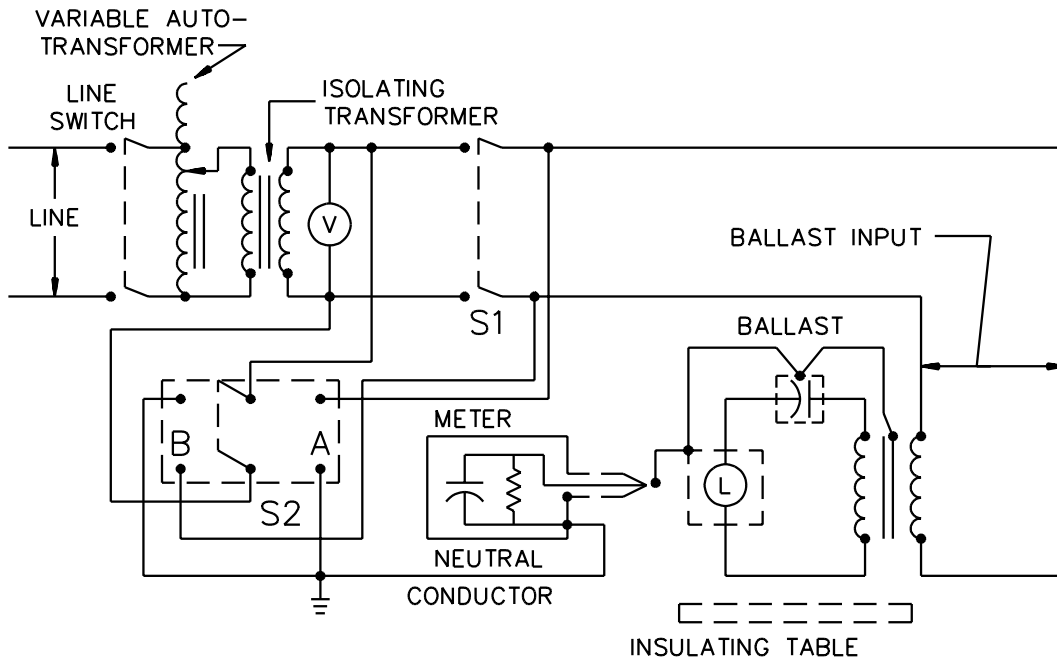 VARIABLE AUTO-
TRANSFORMER
LINE
SWITCH
ISOLATING
TRANSFORMER
LINE
V
BALLAST INPUT
S1
BALLAST
B
A
METER
L
S2
NEUTRAL
CONDUCTOR
INSULATING TABLE